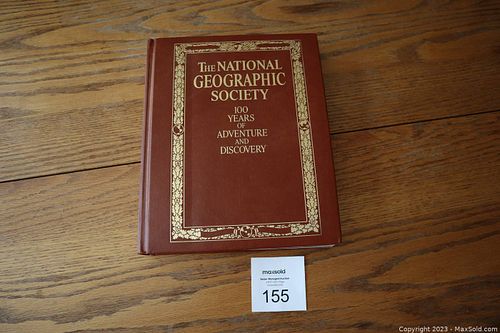 THE NATIONAL
GEOGRAPHIC
SOCIETY
100
YEARS
OF
ADVENTURE
AND
DISCOVERY
maxsold
155
Copyright ©2023 - MaxSold.com